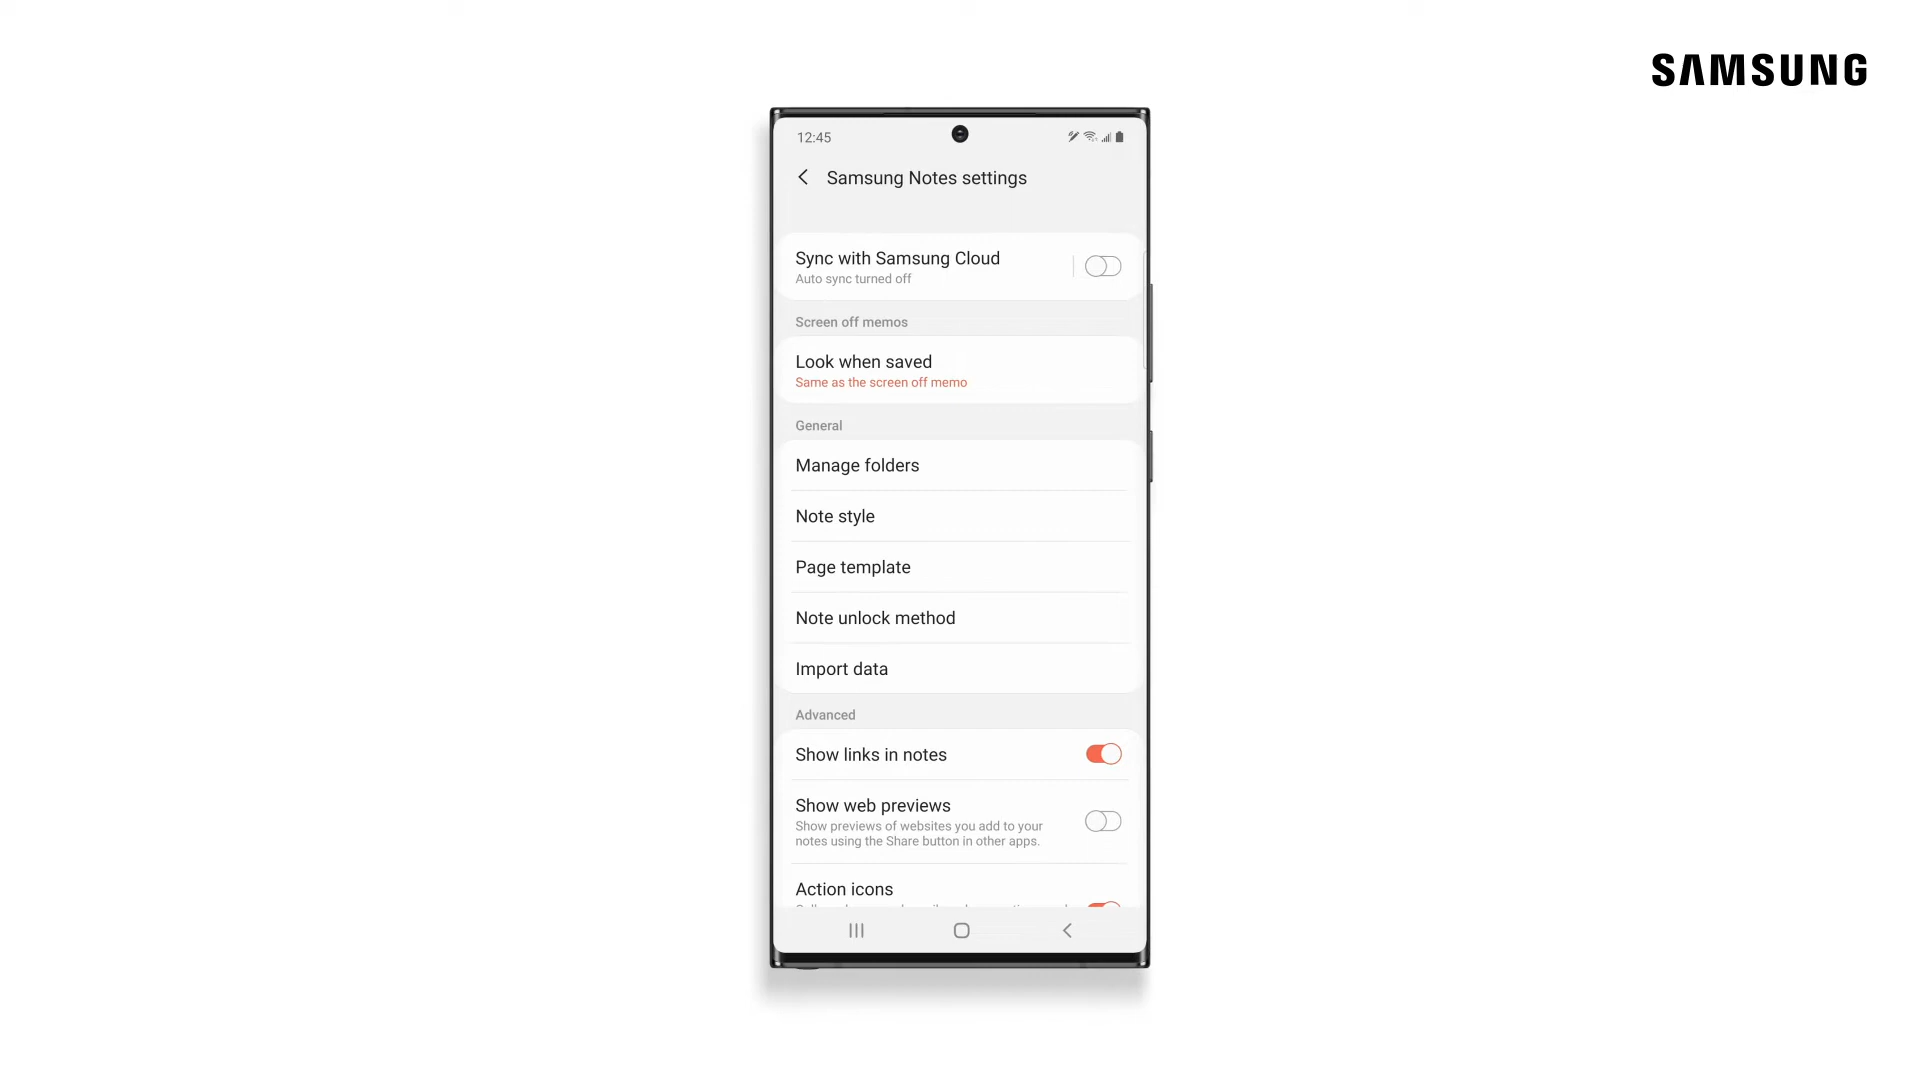 SAMSUNG
12:45
Samsung Notes settings
Sync with Samsung Cloud
Auto sync turned off
Screen off memos
Look when saved
Same as the screen off memo
General
Manage folders
Note style
Page template
Note unlock method
Import data
Advanced
Show links in notes
Show web previews
Show previews of websites you add to your
notes using the Share button in other apps.
Action icons